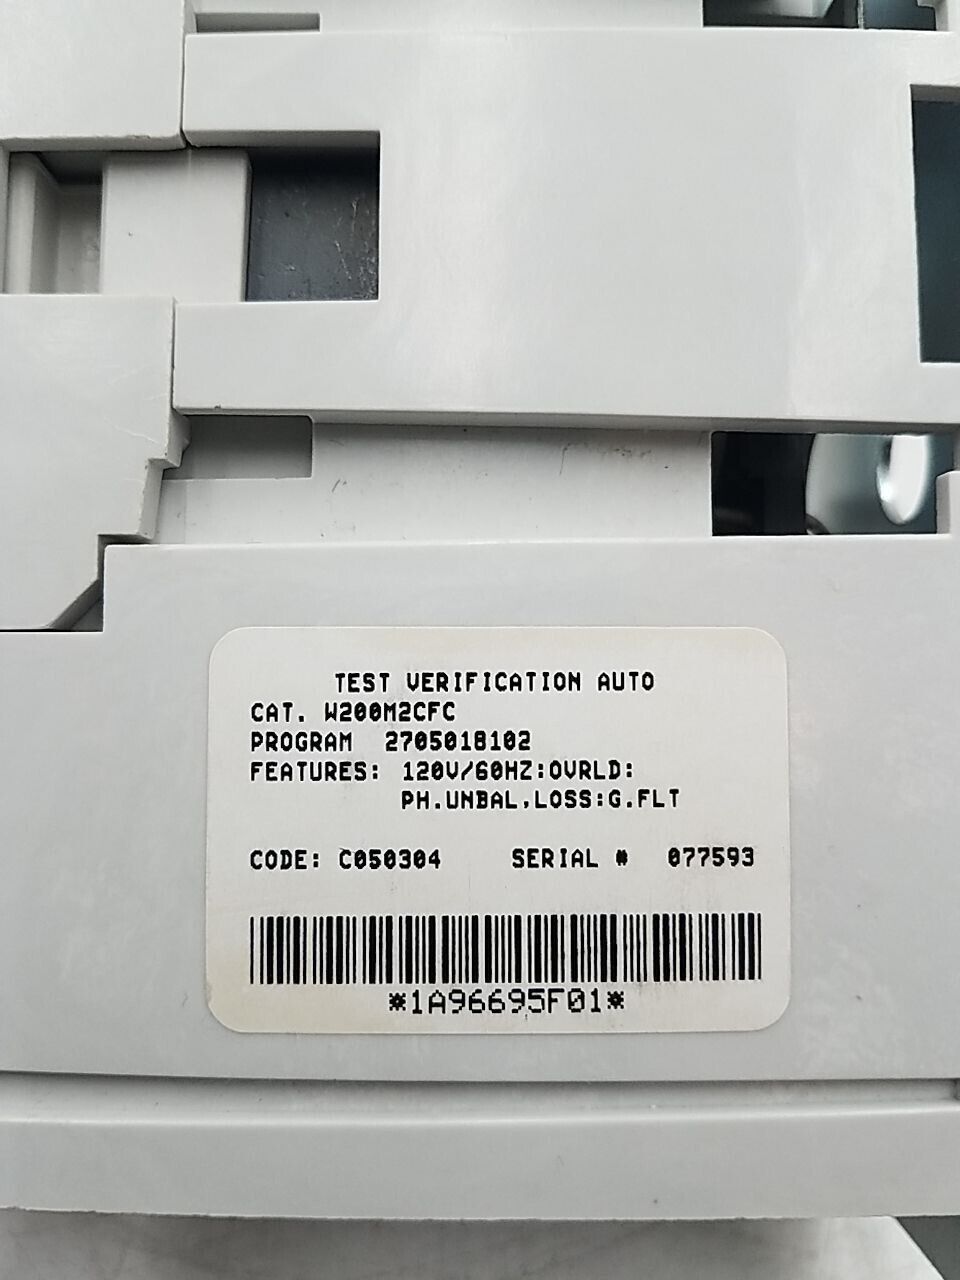 TEST VERIFICATION AUTO
CAT. W200M2CFC
PROGRAM 2705018102
FEATURES: 120V/60HZ:OVRLD:
PH.UNBAL,LOSS:G.FLT
CODE: C050304 SERIAL # 077593
*1A96695F01*